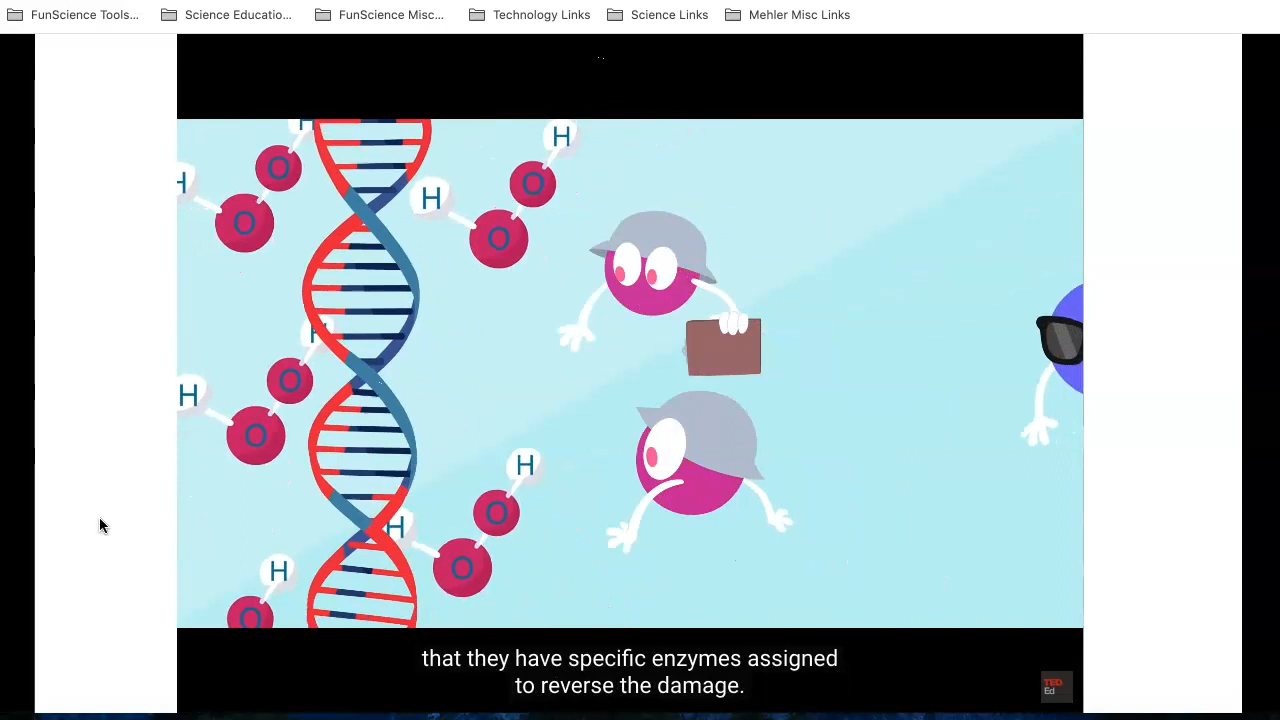 FunScience Tools...
Science Educatio...
FunScience Misc...
Technology Links
Science Links
Mehler Misc Links
H
H
O
H
O
H
O
O
H
H
O
O
H
O
H
O
H
O
that they have specific enzymes assigned
to reverse the damage.
TED
Ed